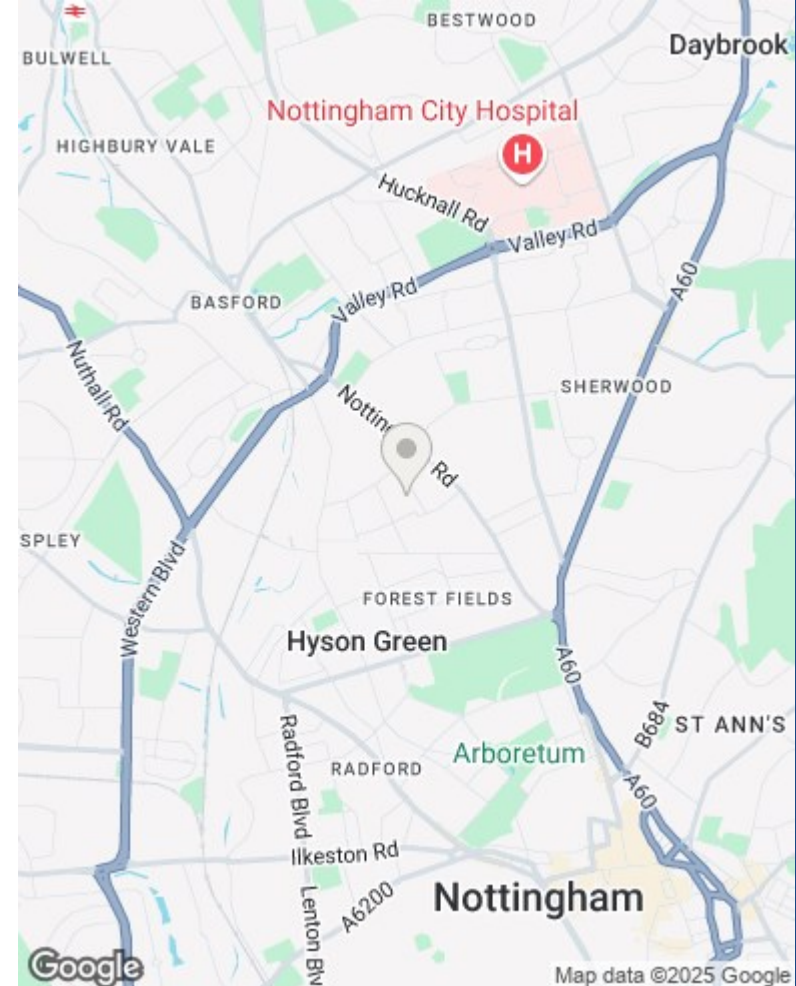 BESTWOOD
Daybrook
BULWELL
Nottingham City Hospital
H
HIGHBURY VALE
Hucknall Rd
Valley Rd
A60
BASFORD
Valley Rd
Nuthall Rd
SHERWOOD
Notting
Rd
SPLEY
Western Blvd
FOREST FIELDS
Hyson Green
A60
B684
ST ANN'S
Radford Blvd
Arboretum
RADFORD
A60
Ilkeston Rd
A6200
Lenton Blv
Nottingham
Google
Map data ©2025 Google